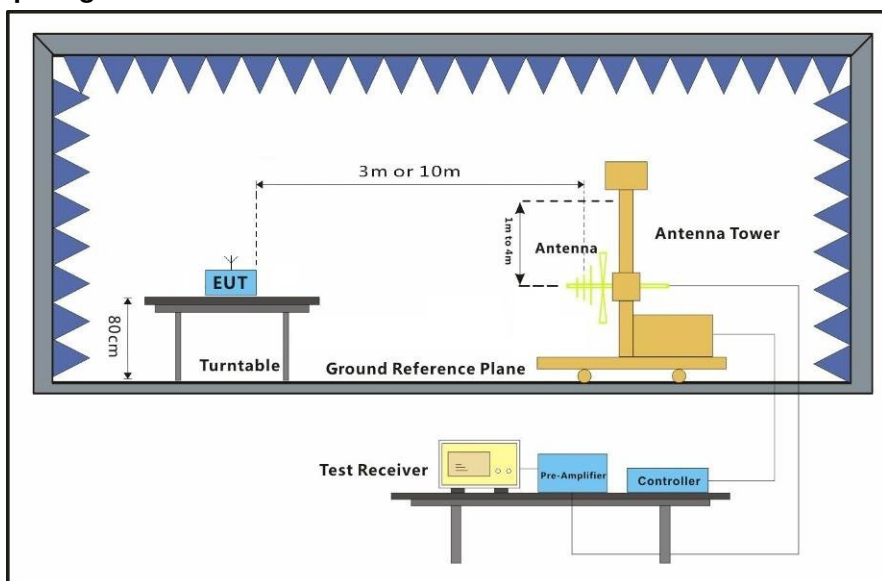 3m or 10m
1m to 4m
Antenna
Antenna Tower
EUT
80cm
Turntable
Ground Reference Plane
Test Receiver
Pre-Amplifier
Controller